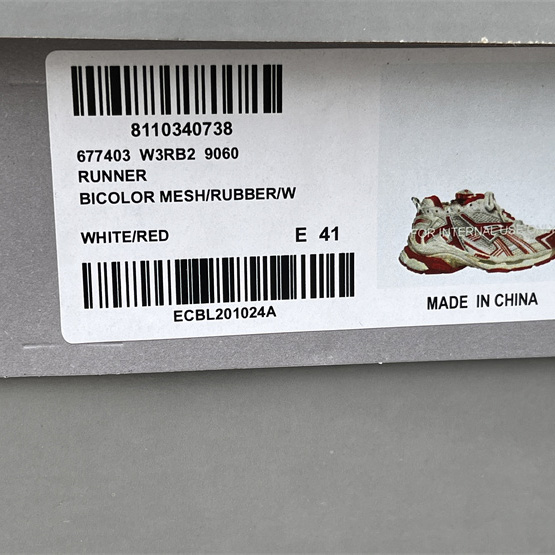 8110340738
677403 W3RB2 9060
RUNNER
BICOLOR MESH/RUBBER/W
WHITE/RED E 41
ECBL201024A
FOR INTERNAL USE
MADE IN CHINA